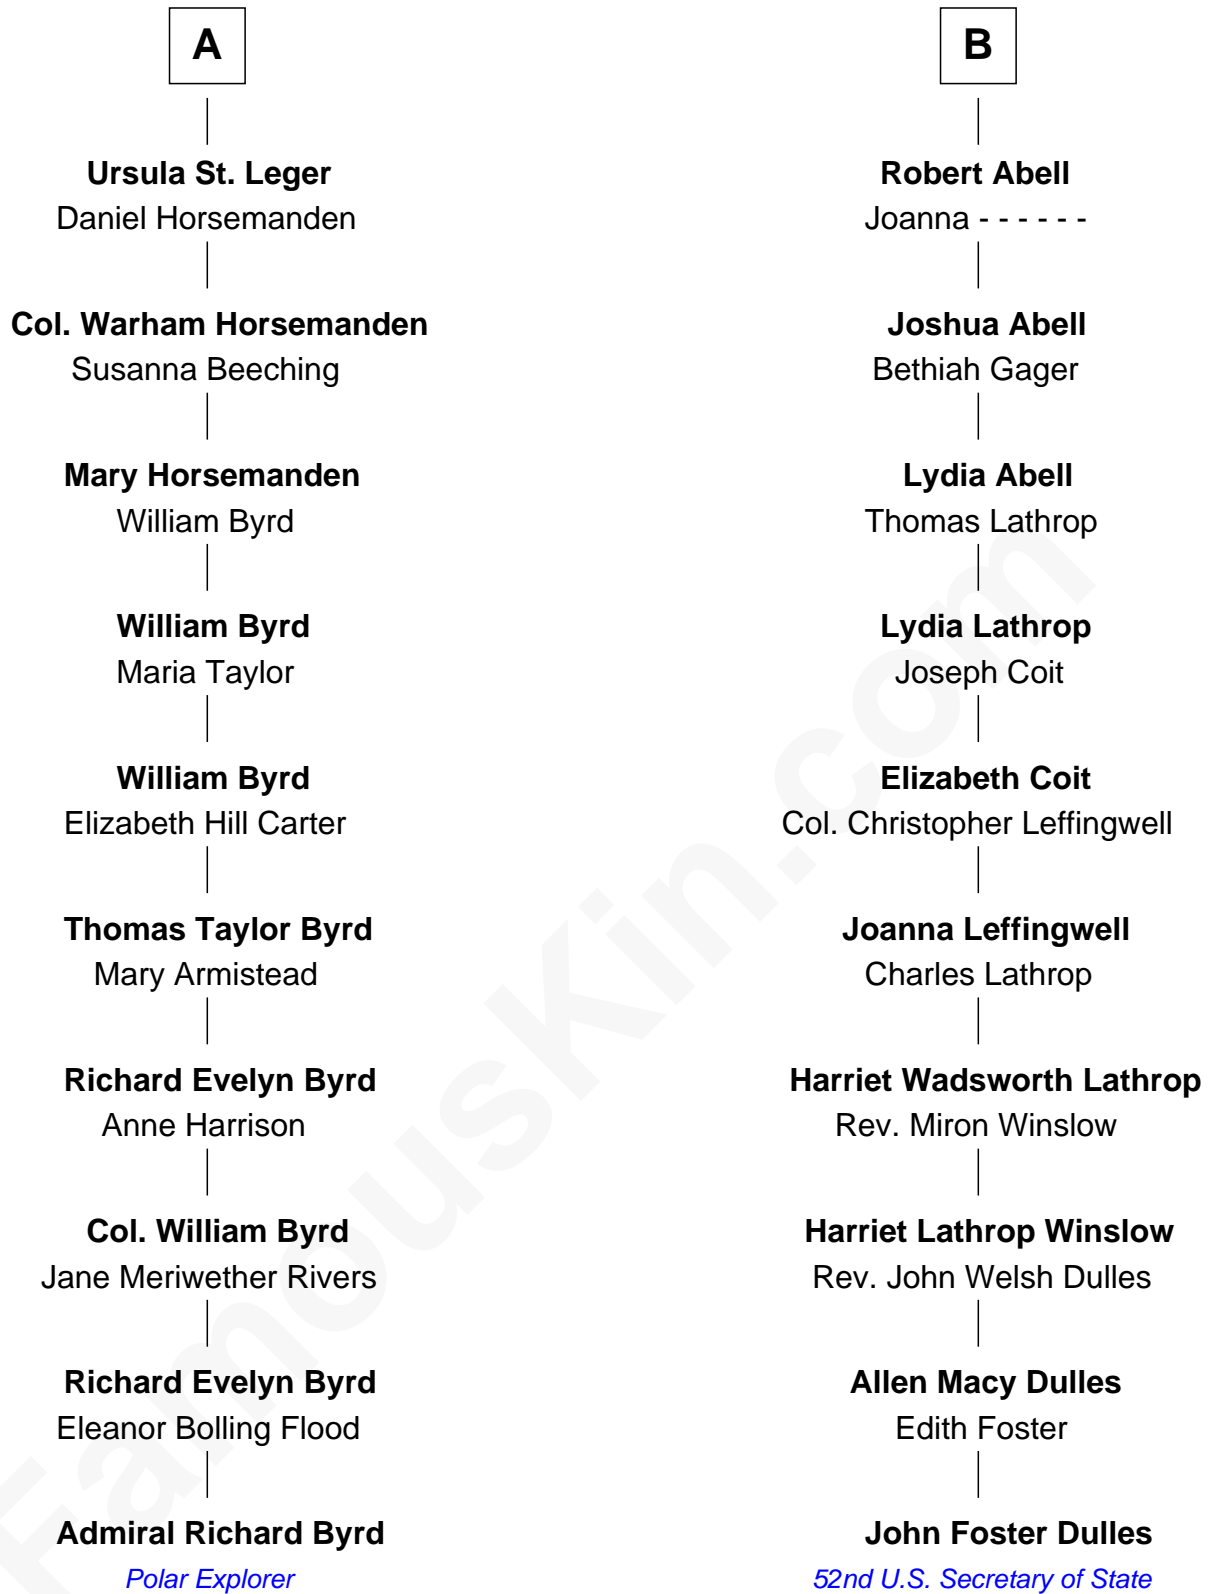 A
Ursula St. Leger
Daniel Horsemanden
Col. Warham Horsemanden
Susanna Beeching
Mary Horsemanden
William Byrd
William Byrd
Maria Taylor
William Byrd
Elizabeth Hill Carter
Thomas Taylor Byrd
Mary Armistead
Richard Evelyn Byrd
Anne Harrison
Col. William Byrd
Jane Meriwether Rivers
Richard Evelyn Byrd
Eleanor Bolling Flood
Admiral Richard Byrd
Polar Explorer
B
Robert Abell
Joanna - - - - - -
Joshua Abell
Bethiah Gager
Lydia Abell
Thomas Lathrop
Lydia Lathrop
Joseph Coit
Elizabeth Coit
Col. Christopher Leffingwell
Joanna Leffingwell
Charles Lathrop
Harriet Wadsworth Lathrop
Rev. Miron Winslow
Harriet Lathrop Winslow
Rev. John Welsh Dulles
Allen Macy Dulles
Edith Foster
John Foster Dulles
52nd U.S. Secretary of State
FamousKin.com